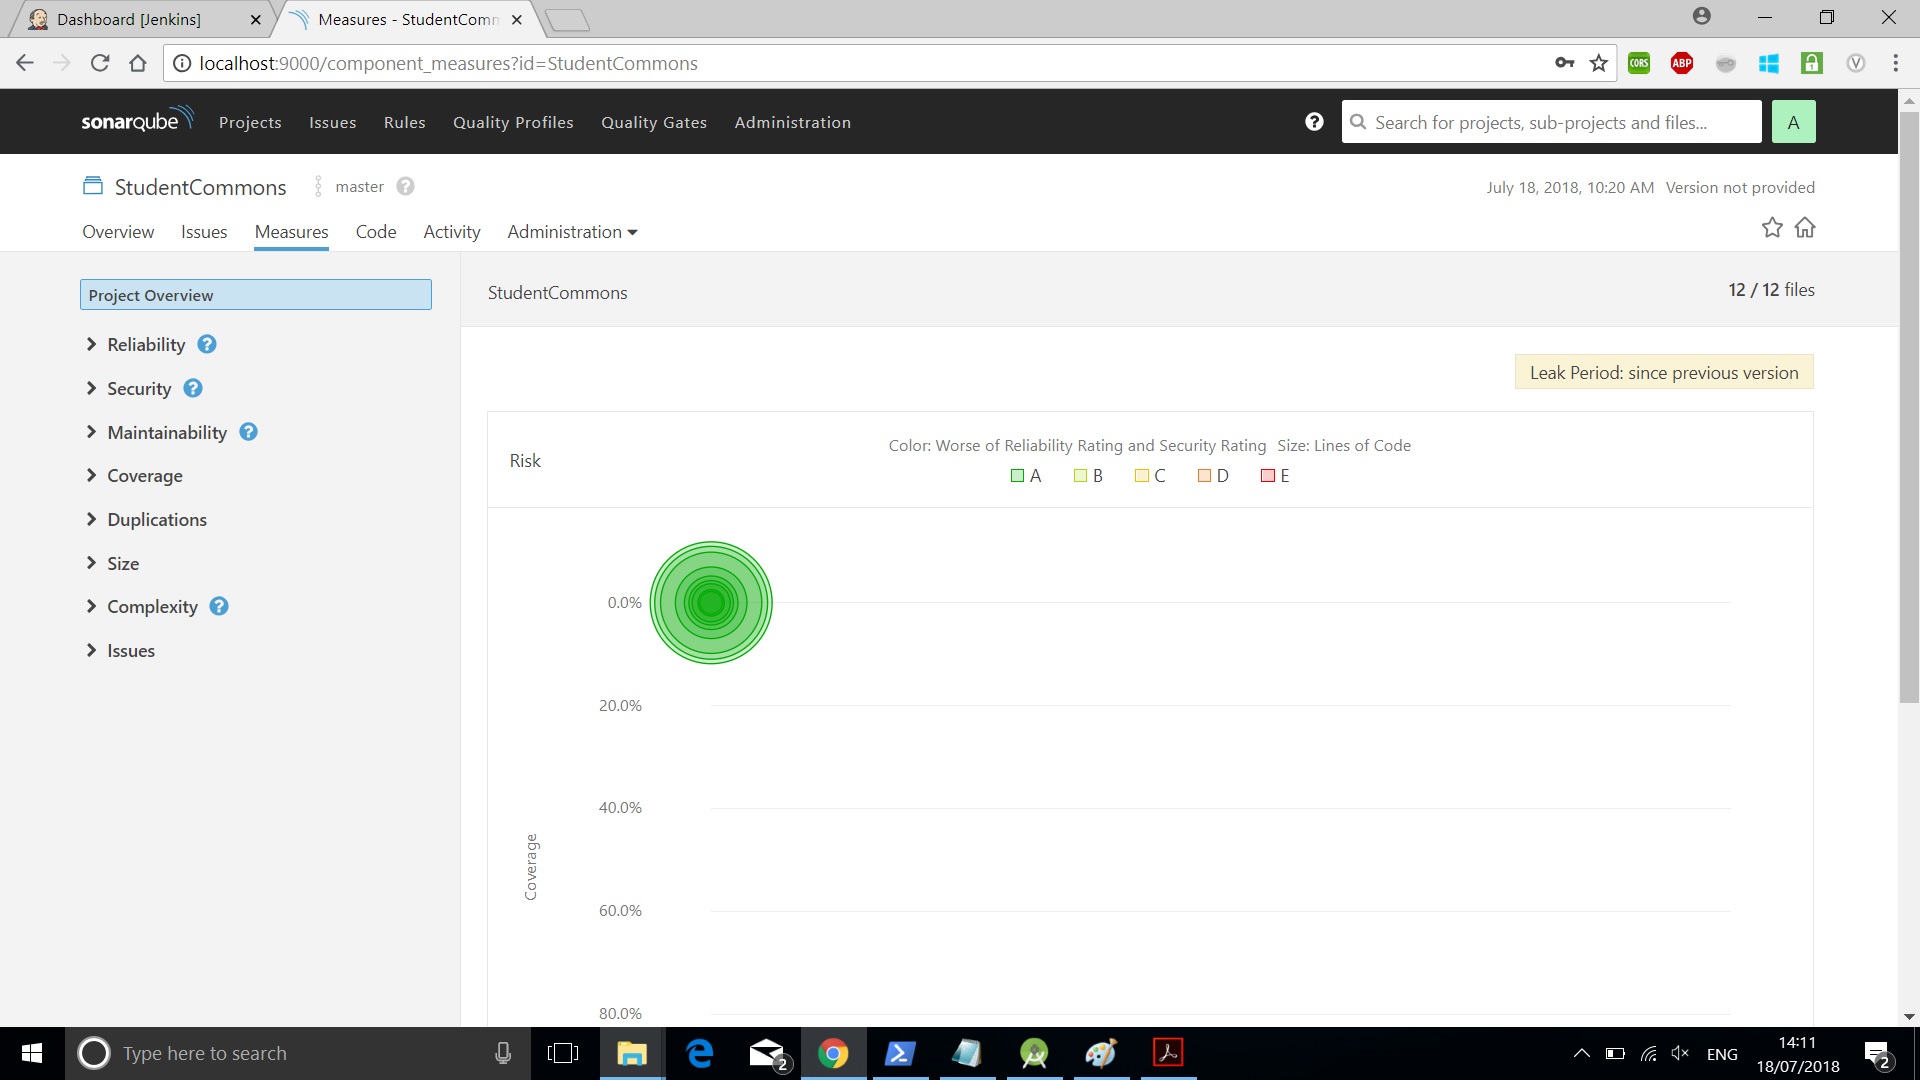 Dashboard [Jenkins]
Measures - StudentComm
localhost:9000/component_measures?id=StudentCommons
CORS
ABP
sonarqube
Projects
Issues
Rules
Quality Profiles
Quality Gates
Administration
Search for projects, sub-projects and files...
A
StudentCommons
master
July 18, 2018, 10:20 AM Version not provided
Overview
Issues
Measures
Code
Activity
Administration
Project Overview
StudentCommons
12 / 12 files
Reliability
Security
Maintainability
Coverage
Duplications
Size
Complexity
Issues
Leak Period: since previous version
Risk
Color: Worse of Reliability Rating and Security Rating Size: Lines of Code
A
B
C
D
E
0.0%
20.0%
40.0%
60.0%
80.0%
Coverage
Type here to search
2
ENG
14:11
18/07/2018
2